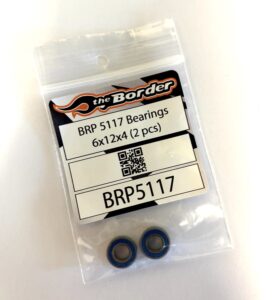 the Border
BRP 5117 Bearings
6x12x4 (2 pcs)
BRP5117